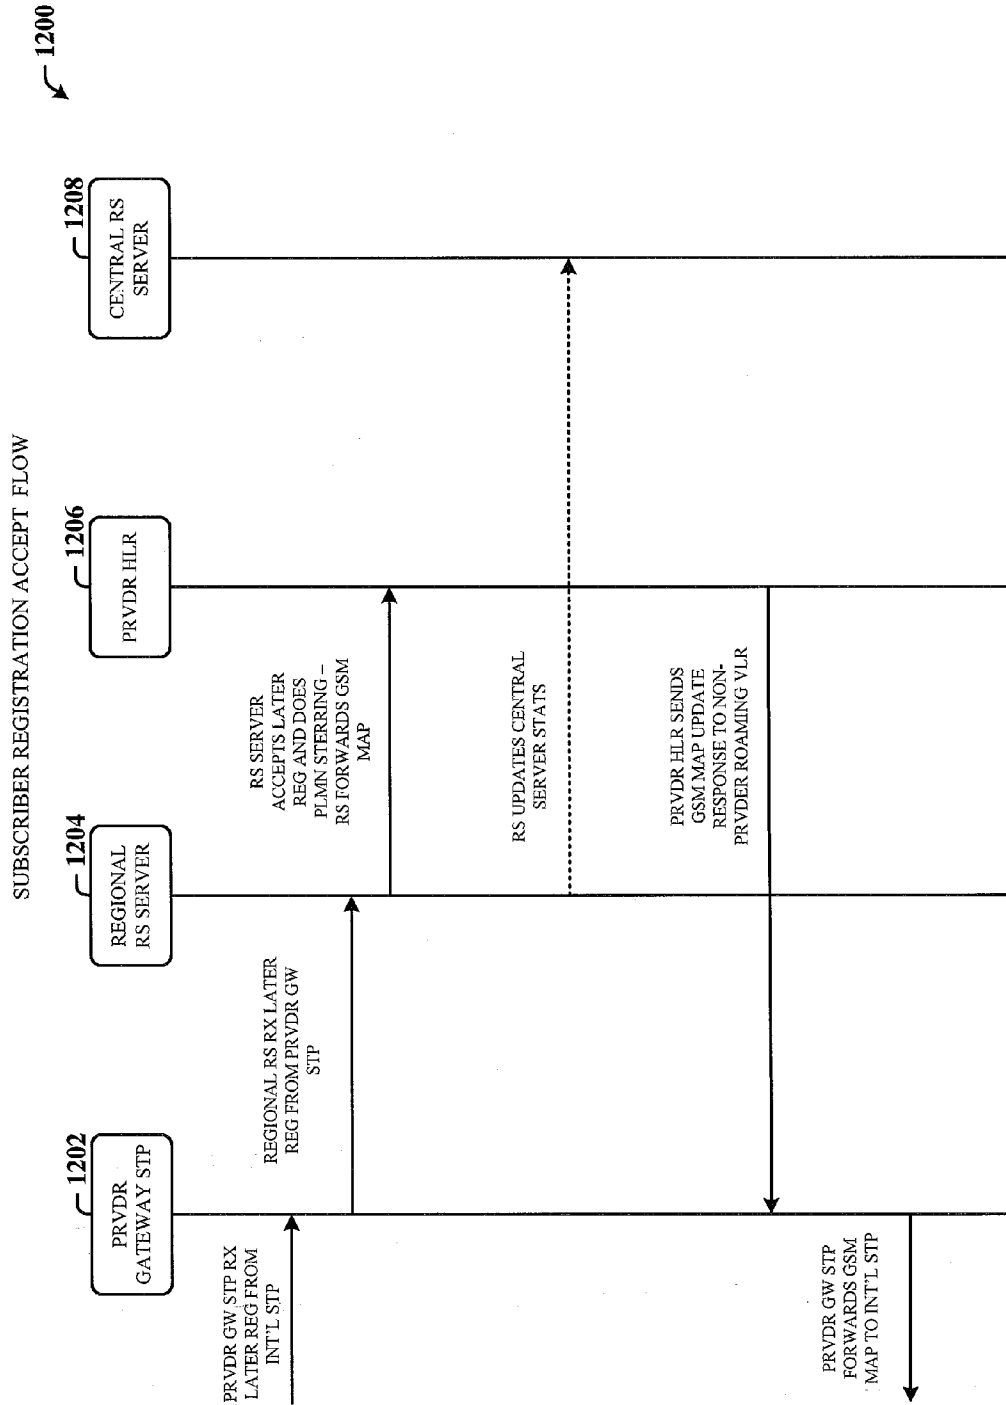 SUBSCRIBER REGISTRATION ACCEPT FLOW
1200
1202
PRVDR
GATEWAY STP
1204
REGIONAL
RS SERVER
1206
PRVDR HLR
1208
CENTRAL RS
SERVER
PRVDR GW STP RX
LATER REG FROM
INT'L STP
REGIONAL RS RX LATER
REG FROM PRVDR GW
STP
RS SERVER
ACCEPTS LATER
REG AND DOES
PLMN STERRING –
RS FORWARDS GSM
MAP
RS UPDATES CENTRAL
SERVER STATS
PRVDR HLR SENDS
GSM MAP UPDATE
RESPONSE TO NON-
PRVDER ROAMING VLR
PRVDR GW STP
FORWARDS GSM
MAP TO INT'L STP